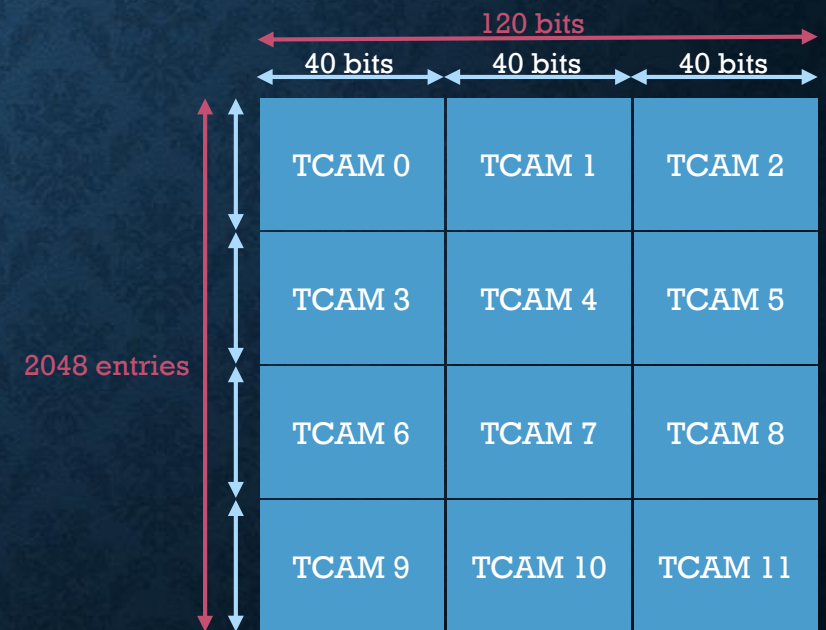 120 bits
40 bits 40 bits 40 bits
TCAM 0 TCAM 1 TCAM 2
TCAM 3 TCAM 4 TCAM 5
2048 entries
TCAM 6 TCAM 7 TCAM 8
TCAM 9 TCAM 10 TCAM 11